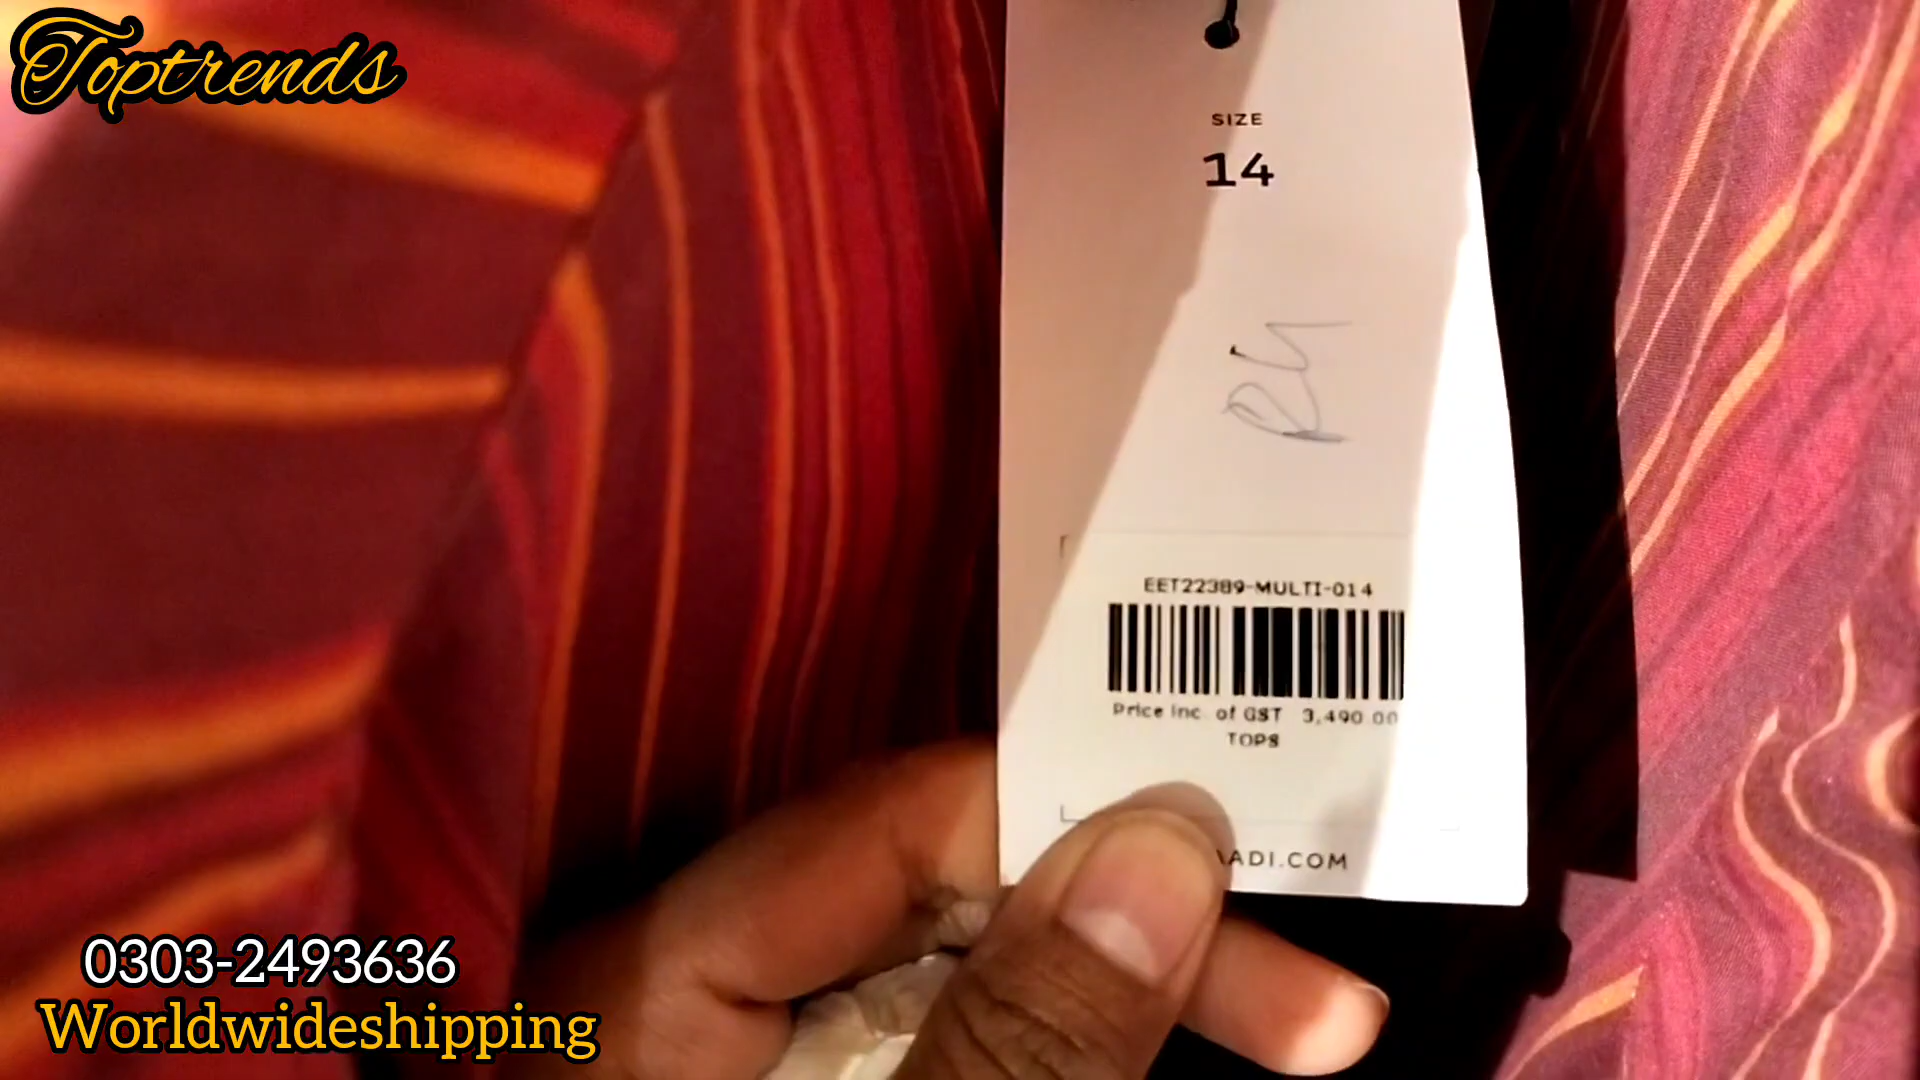 Toptrends
SIZE
14
EET22389-MULTI-014
Price Inc. of GST 3,490.00
TOPS
ADI.COM
0303-2493636
Worldwideshipping